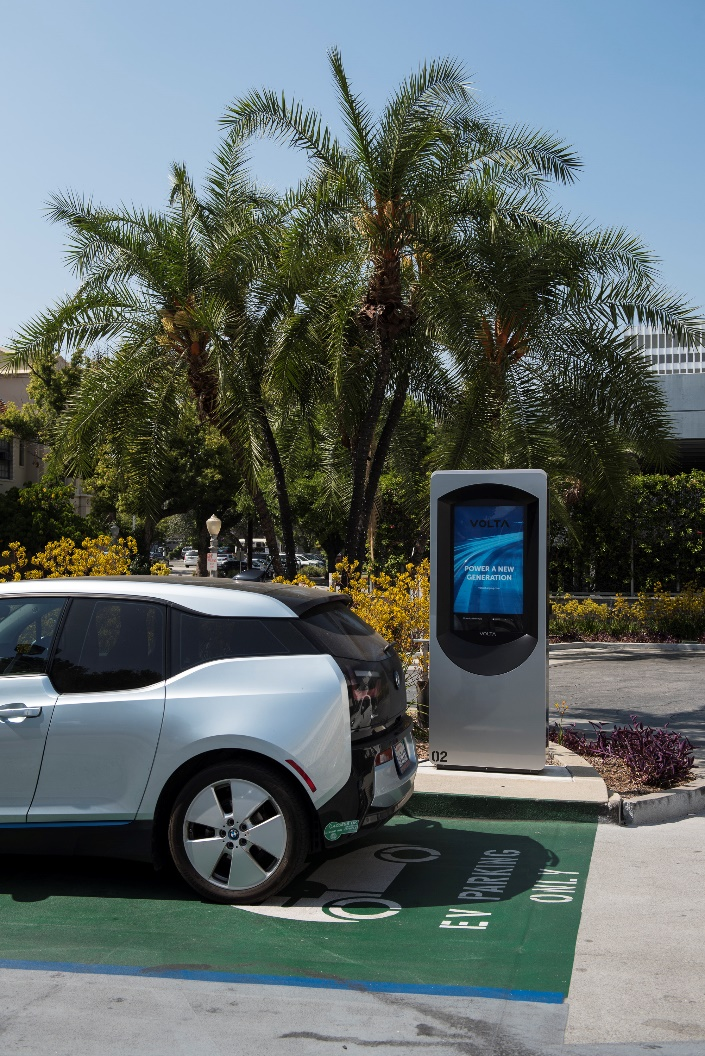 VOLTA
POWER A NEW
GENERATION
VOLTA
02
EV PARKING
ONLY